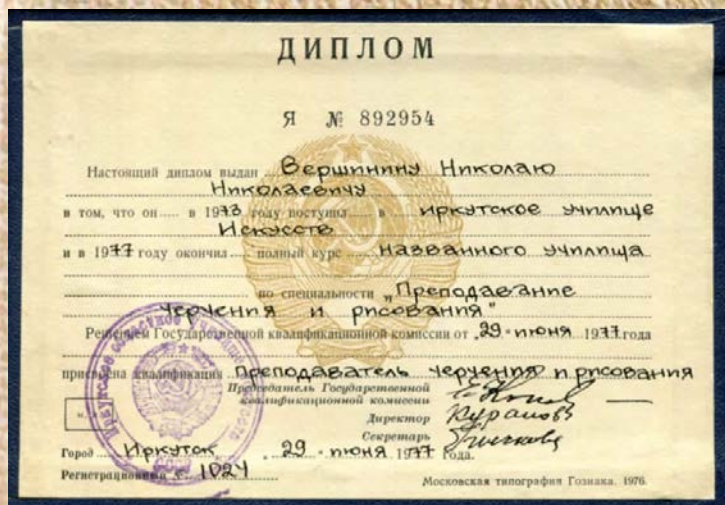 ДИПЛОМ
Я № 892954
Настоящий диплом выдан Вершинину Николаю
Николаевичу
в том, что он в 1973 году поступил в Иркутское училище
Искусств
и в 1977 году окончил полный курс названного училища
по специальности „Преподавание
черчения и рисования"
Решением Государственной квалификационной комиссии от „29" июня 1977 года
присвоена квалификация преподаватель черчения и рисования
Председатель Государственной
квалификационной комиссии
Директор
Секретарь
Город Иркутск „29" июня 1977 года.
Регистрационный № 1024
Московская типография Гознака. 1976.